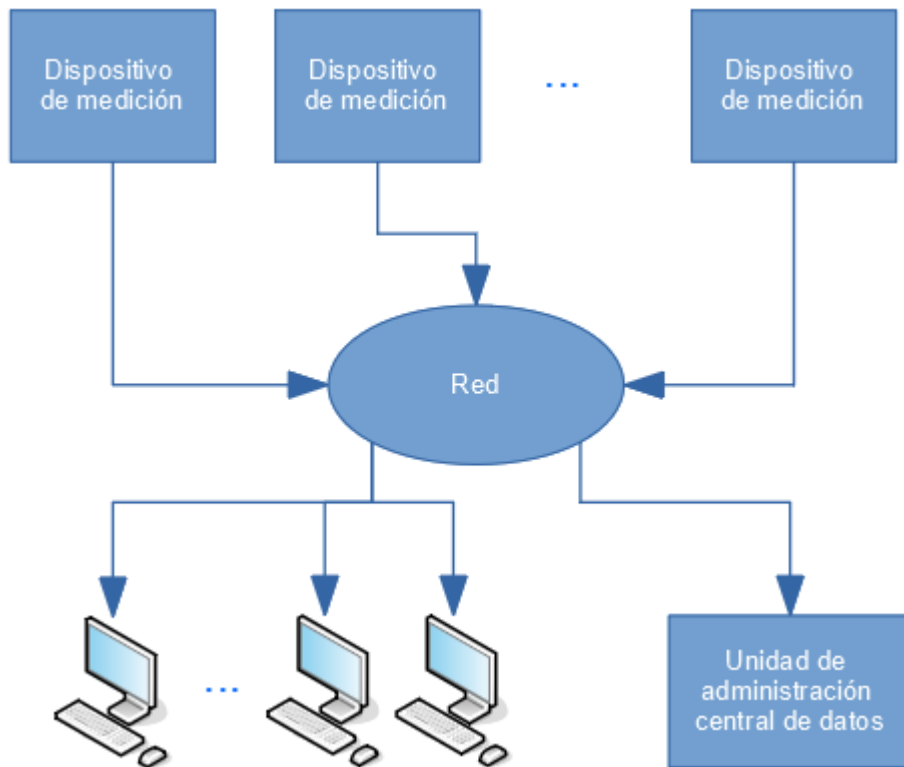 Dispositivo
de medición
Dispositivo
de medición
...
Dispositivo
de medición
Red
...
Unidad de
administración
central de datos